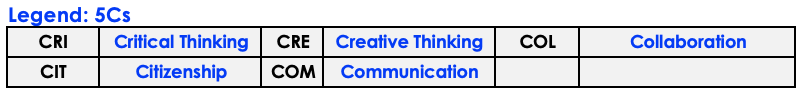 Legend: 5Cs
CRI Critical Thinking CRE Creative Thinking COL Collaboration
CIT Citizenship COM Communication